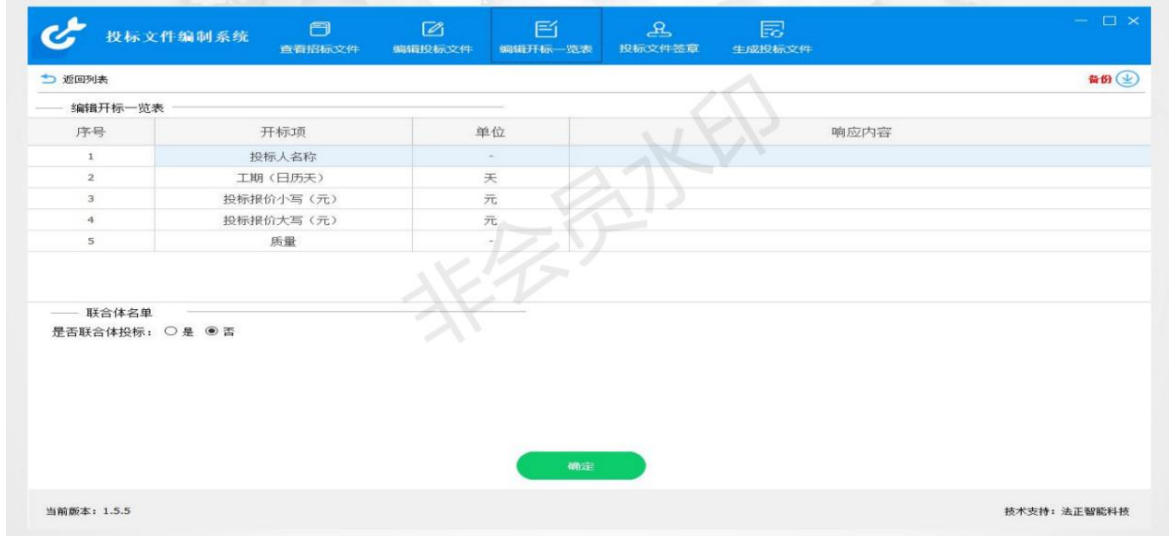 投标文件编制系统
查看招标文件 编辑投标文件 编辑开标一览表 投标文件签章 生成投标文件
返回列表 备份
编辑开标一览表
序号 开标项 单位 响应内容
1 投标人名称 -
2 工期（日历天） 天
3 投标报价小写（元） 元
4 投标报价大写（元） 元
5 质量 -
非会员水印
联合体名单
是否联合体投标： 是 否
确定
当前版本：1.5.5 技术支持：法正智能科技